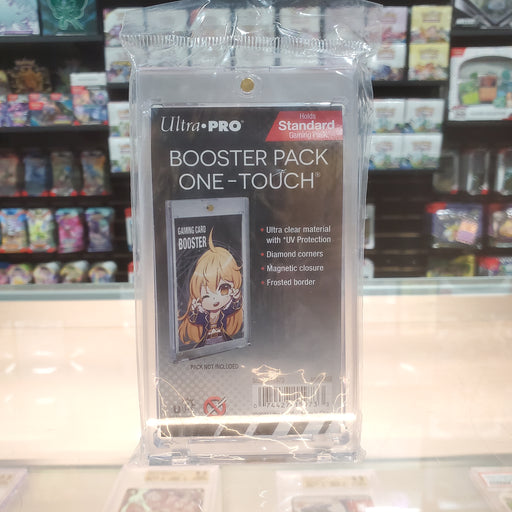 Ultra•PRO®
Holds
Standard
Gaming Pack
BOOSTER PACK
ONE-TOUCH®
GAMING CARD
BOOSTER
• Ultra clear material
with *UV Protection
• Diamond corners
• Magnetic closure
• Frosted border
PACK NOT INCLUDED